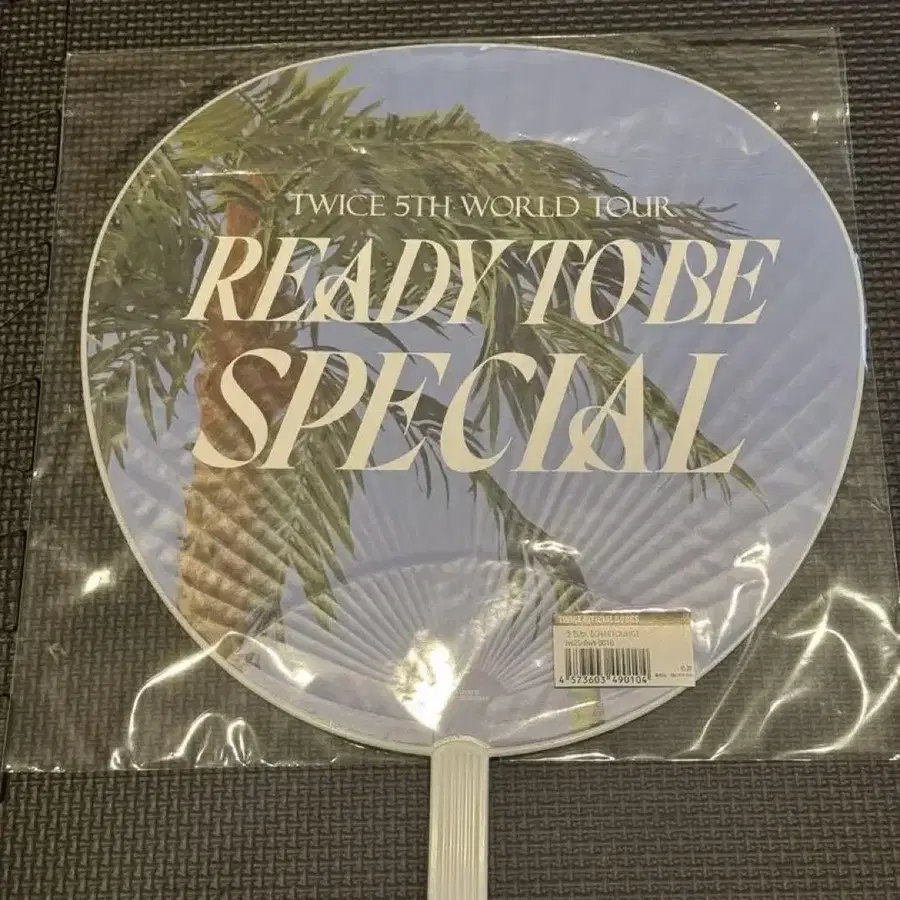 TWICE 5TH WORLD TOUR
READY TO BE
SPECIAL
TWICE OFFICIAL GOODS
4 573603 490104